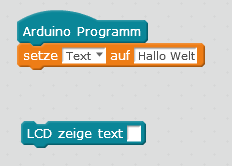 Arduino Programm
setze Text auf Hallo Welt
LCD zeige text